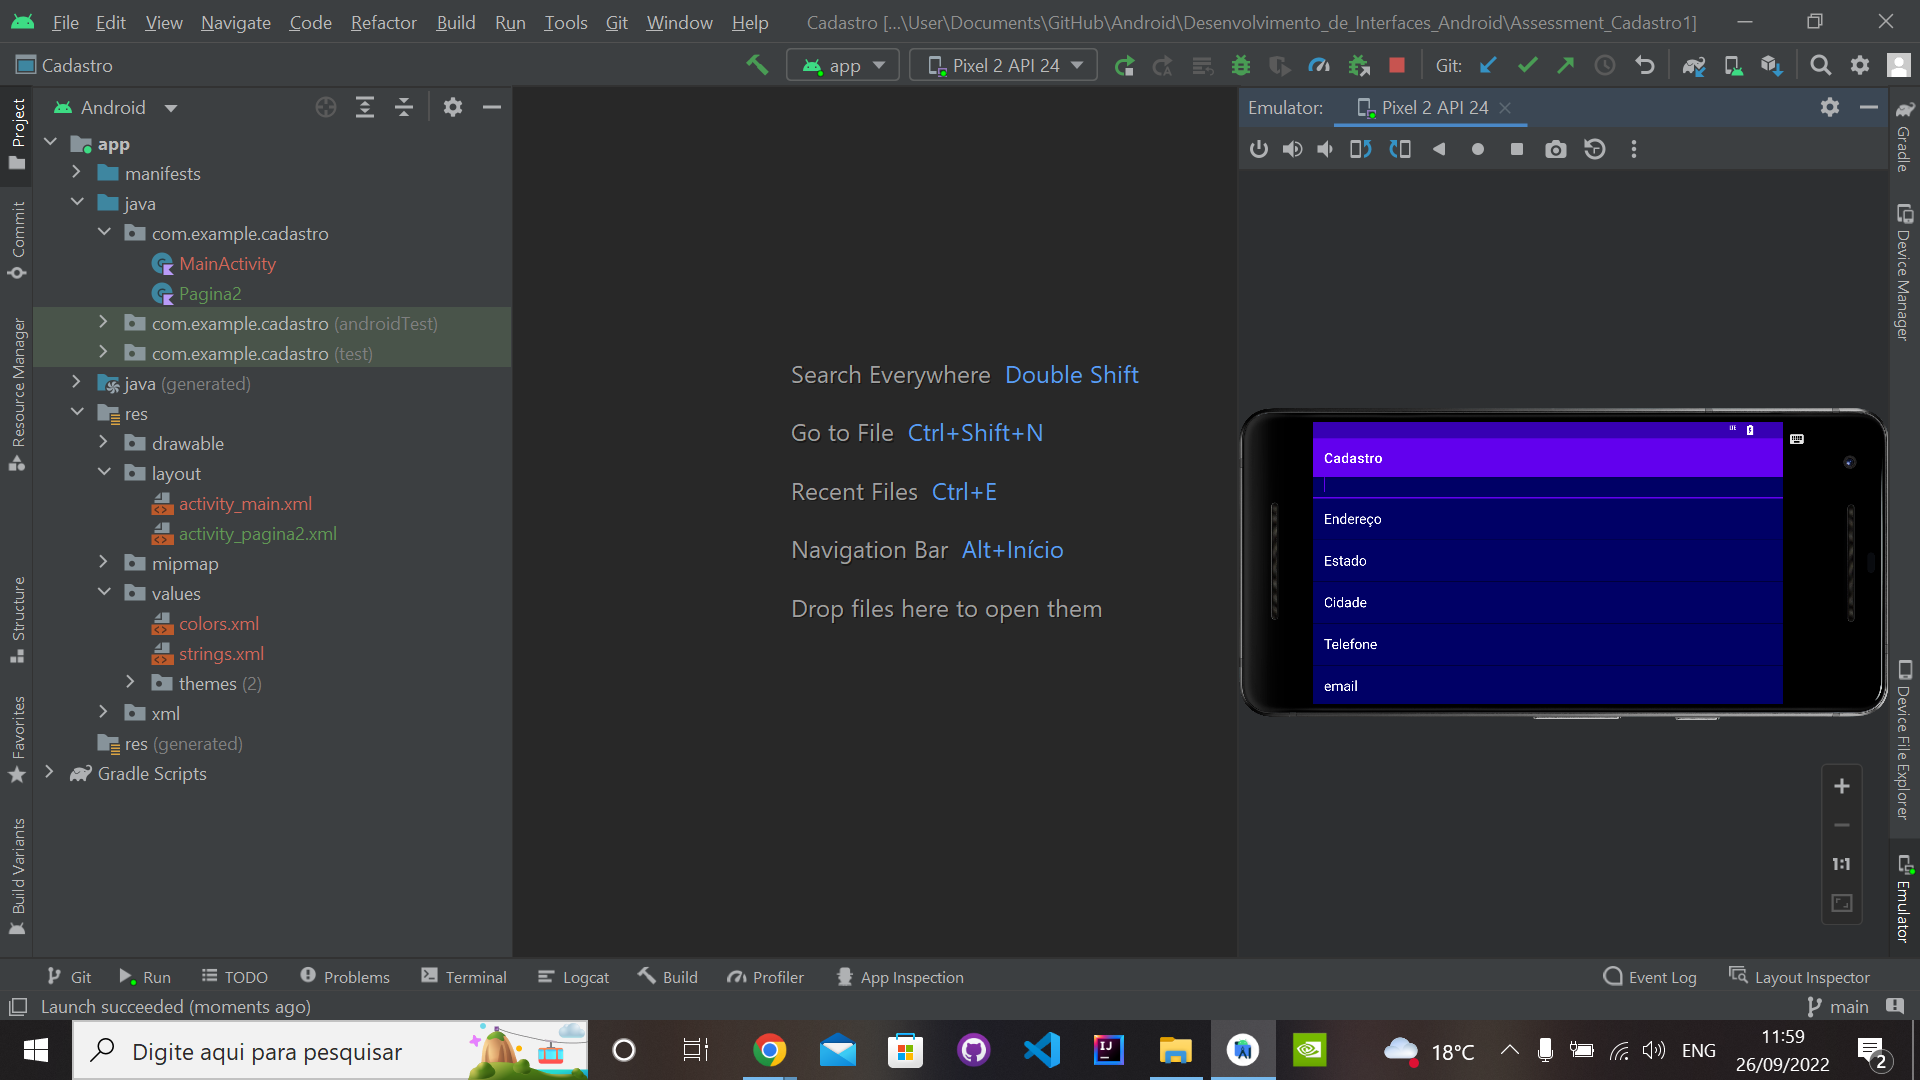 File Edit View Navigate Code Refactor Build Run Tools Git Window Help Cadastro [...\User\Documents\GitHub\Android\Desenvolvimento_de_Interfaces_Android\Assessment_Cadastro1]
Cadastro app Pixel 2 API 24 Git:
Android
Emulator: Pixel 2 API 24
Project
Commit
Resource Manager
Structure
Favorites
Build Variants
app
manifests
java
com.example.cadastro
MainActivity
Pagina2
com.example.cadastro (androidTest)
com.example.cadastro (test)
java (generated)
res
drawable
layout
activity_main.xml
activity_pagina2.xml
mipmap
values
colors.xml
strings.xml
themes (2)
xml
res (generated)
Gradle Scripts
Search Everywhere Double Shift
Go to File Ctrl+Shift+N
Recent Files Ctrl+E
Navigation Bar Alt+Início
Drop files here to open them
LTE
Cadastro
Endereço
Estado
Cidade
Telefone
email
1:1
Gradle
Device Manager
Device File Explorer
Emulator
Git Run TODO Problems Terminal Logcat Build Profiler App Inspection Event Log Layout Inspector
Launch succeeded (moments ago) main
Digite aqui para pesquisar
18°C ENG
11:59
26/09/2022
2